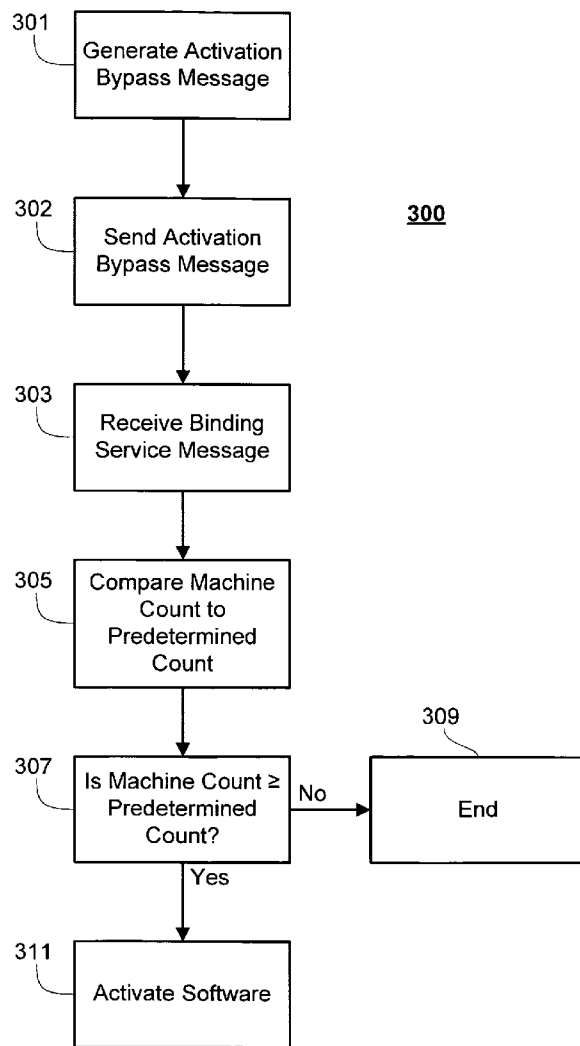 301
Generate Activation
Bypass Message
302
Send Activation
Bypass Message
300
303
Receive Binding
Service Message
305
Compare Machine
Count to
Predetermined
Count
307
Is Machine Count ≥
Predetermined
Count?
No
309
End
Yes
311
Activate Software